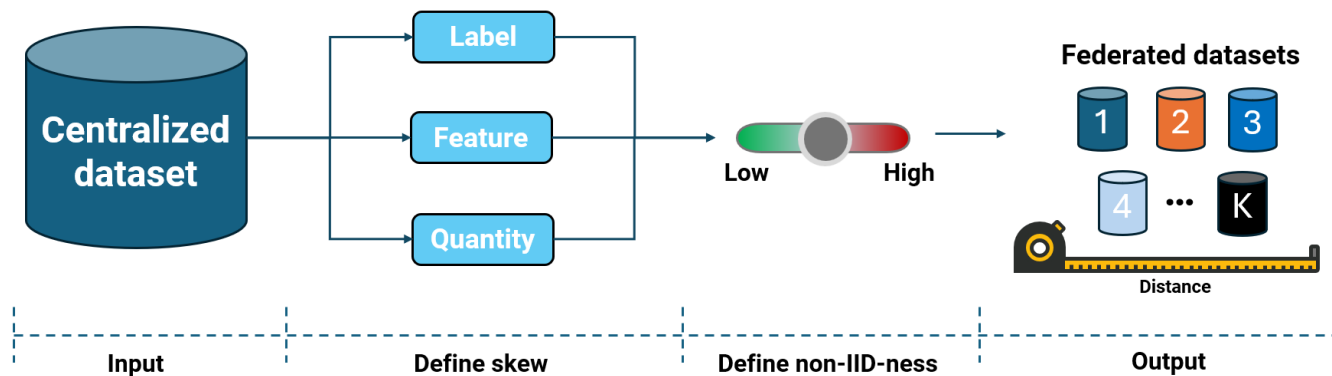 Centralized
dataset
Label
Feature
Quantity
Low
High
Federated datasets
1
2
3
4
...
K
Distance
Input
Define skew
Define non-IID-ness
Output